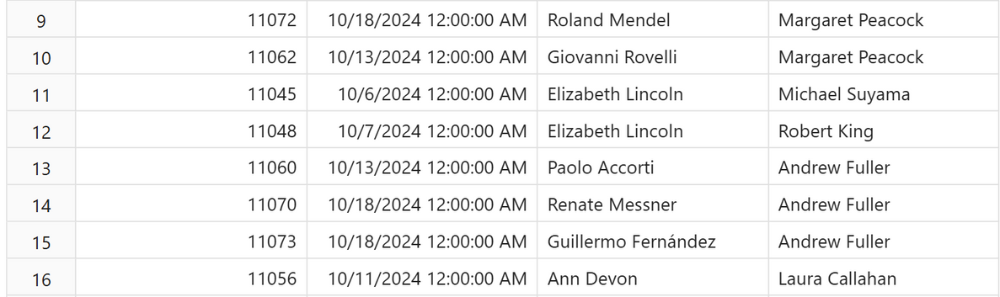 9 11072 10/18/2024 12:00:00 AM Roland Mendel Margaret Peacock
10 11062 10/13/2024 12:00:00 AM Giovanni Rovelli Margaret Peacock
11 11045 10/6/2024 12:00:00 AM Elizabeth Lincoln Michael Suyama
12 11048 10/7/2024 12:00:00 AM Elizabeth Lincoln Robert King
13 11060 10/13/2024 12:00:00 AM Paolo Accorti Andrew Fuller
14 11070 10/18/2024 12:00:00 AM Renate Messner Andrew Fuller
15 11073 10/18/2024 12:00:00 AM Guillermo Fernández Andrew Fuller
16 11056 10/11/2024 12:00:00 AM Ann Devon Laura Callahan